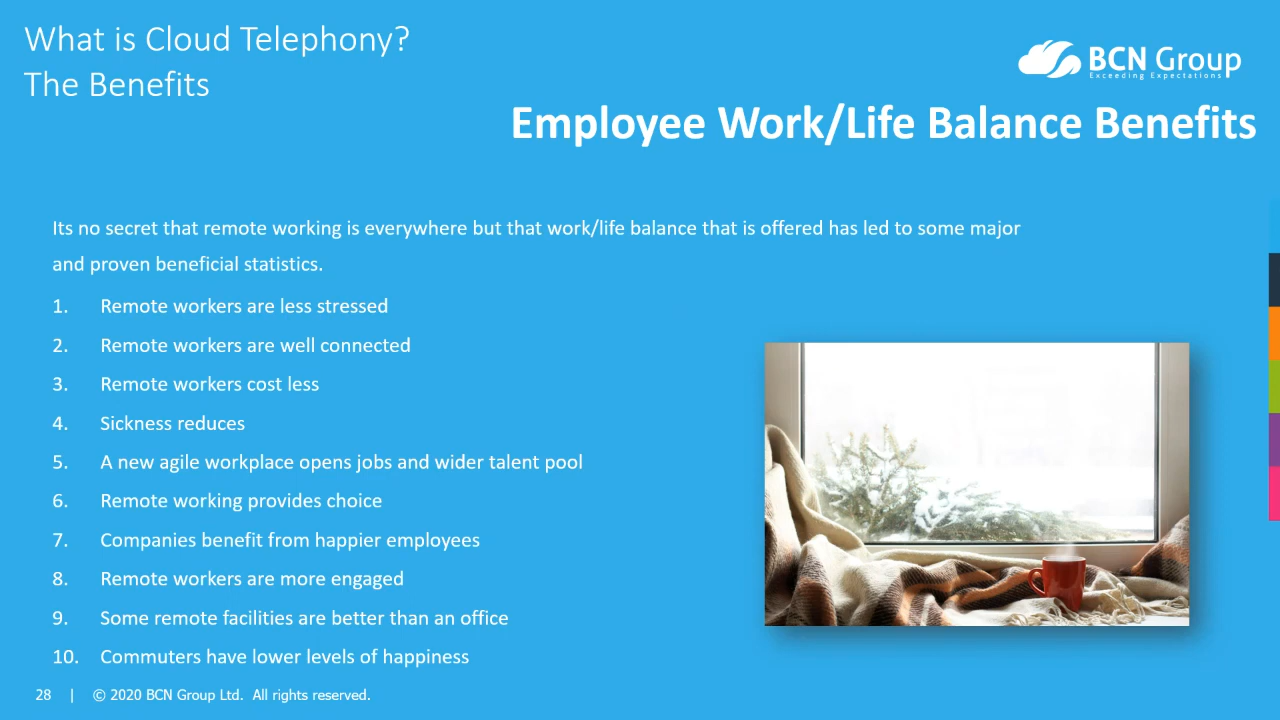 What is Cloud Telephony?
The Benefits
BCN Group
Exceeding Expectations
Employee Work/Life Balance Benefits
Its no secret that remote working is everywhere but that work/life balance that is offered has led to some major
and proven beneficial statistics.
1. Remote workers are less stressed
2. Remote workers are well connected
3. Remote workers cost less
4. Sickness reduces
5. A new agile workplace opens jobs and wider talent pool
6. Remote working provides choice
7. Companies benefit from happier employees
8. Remote workers are more engaged
9. Some remote facilities are better than an office
10. Commuters have lower levels of happiness
28 | © 2020 BCN Group Ltd. All rights reserved.